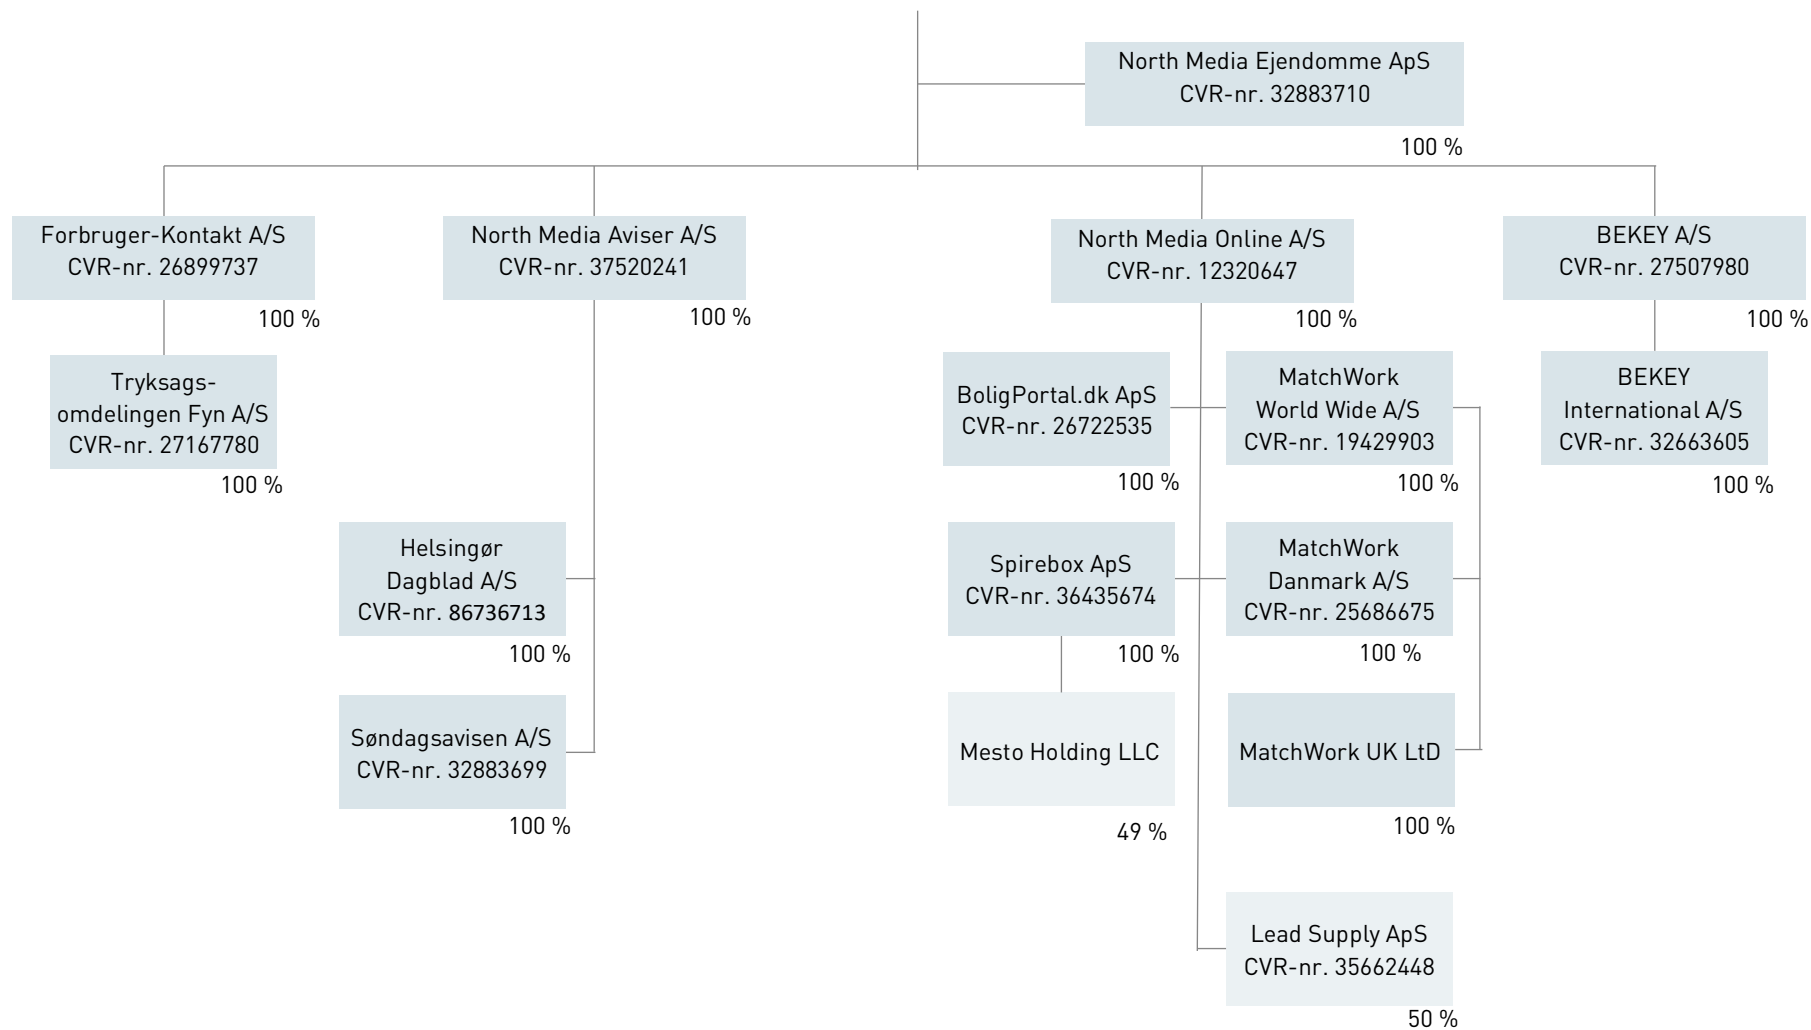 North Media Ejendomme ApS
CVR-nr. 32883710
100 %
Forbruger-Kontakt A/S
CVR-nr. 26899737
100 %
North Media Aviser A/S
CVR-nr. 37520241
100 %
North Media Online A/S
CVR-nr. 12320647
100 %
BEKEY A/S
CVR-nr. 27507980
100 %
Tryksags-
omdelingen Fyn A/S
CVR-nr. 27167780
100 %
BoligPortal.dk ApS
CVR-nr. 26722535
100 %
MatchWork
World Wide A/S
CVR-nr. 19429903
100 %
BEKEY
International A/S
CVR-nr. 32663605
100 %
Helsingør
Dagblad A/S
CVR-nr. 86736713
100 %
Spirebox ApS
CVR-nr. 36435674
100 %
MatchWork
Danmark A/S
CVR-nr. 25686675
100 %
Søndagsavisen A/S
CVR-nr. 32883699
100 %
Mesto Holding LLC
49 %
MatchWork UK LtD
100 %
Lead Supply ApS
CVR-nr. 35662448
50 %